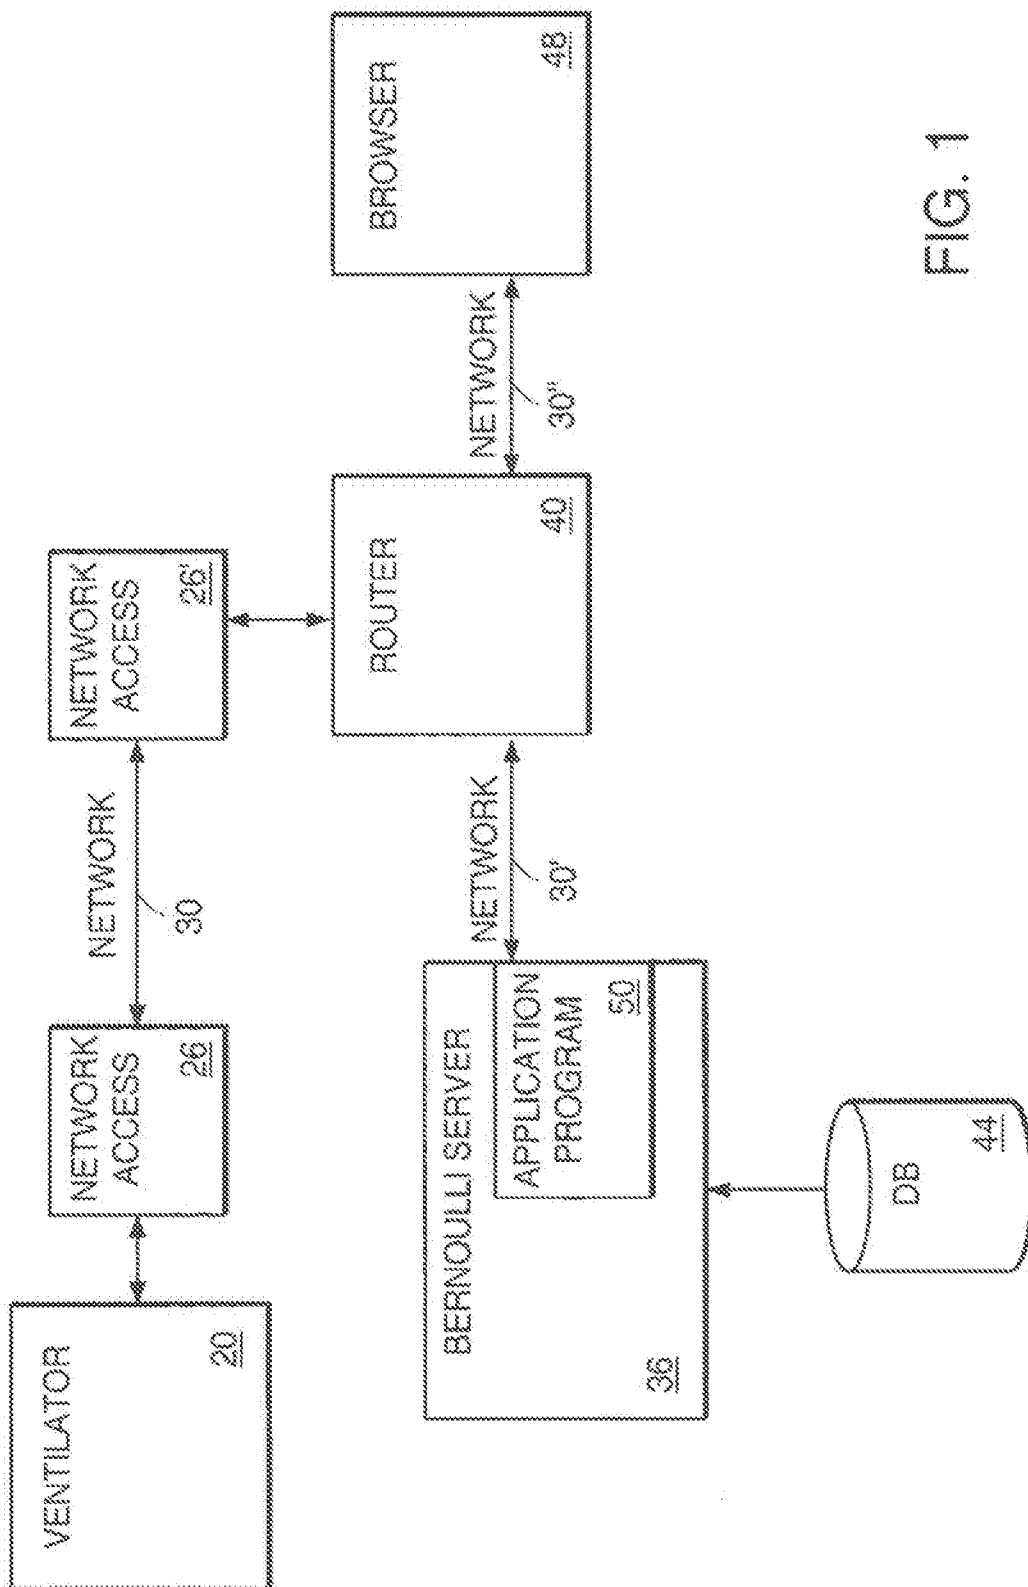 VENTILATOR
20
NETWORK
ACCESS
26
NETWORK
30
NETWORK
ACCESS
26'
BERNOULLI SERVER
36
APPLICATION
PROGRAM
50
NETWORK
30'
ROUTER
40
NETWORK
30"
BROWSER
48
DB
44
FIG. 1